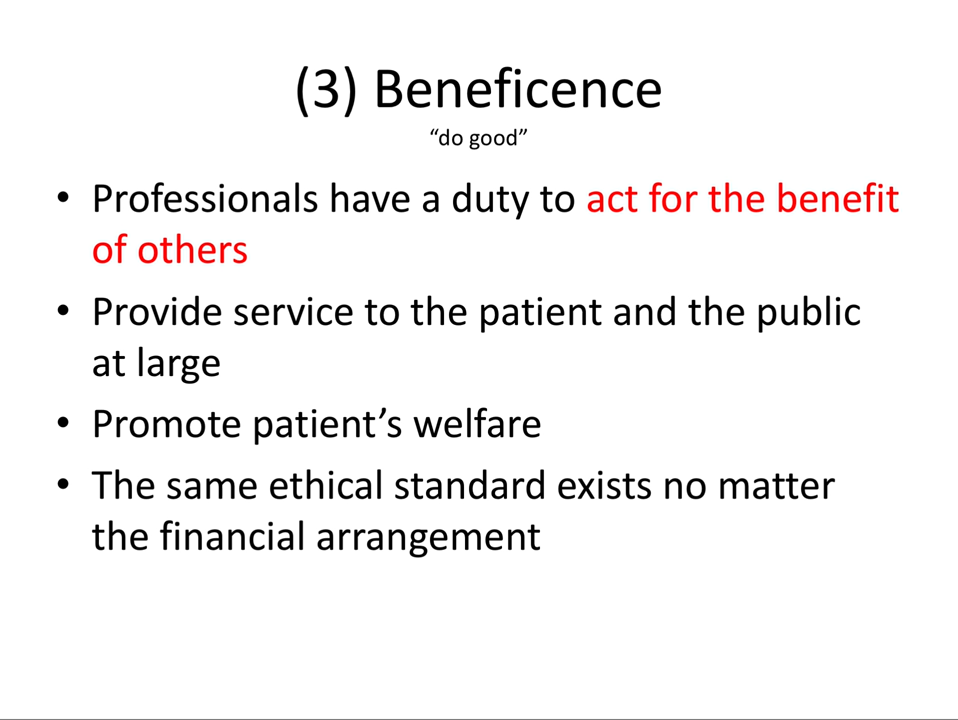 (3) Beneficence
“do good”
• Professionals have a duty to act for the benefit
of others
• Provide service to the patient and the public
at large
• Promote patient’s welfare
• The same ethical standard exists no matter
the financial arrangement